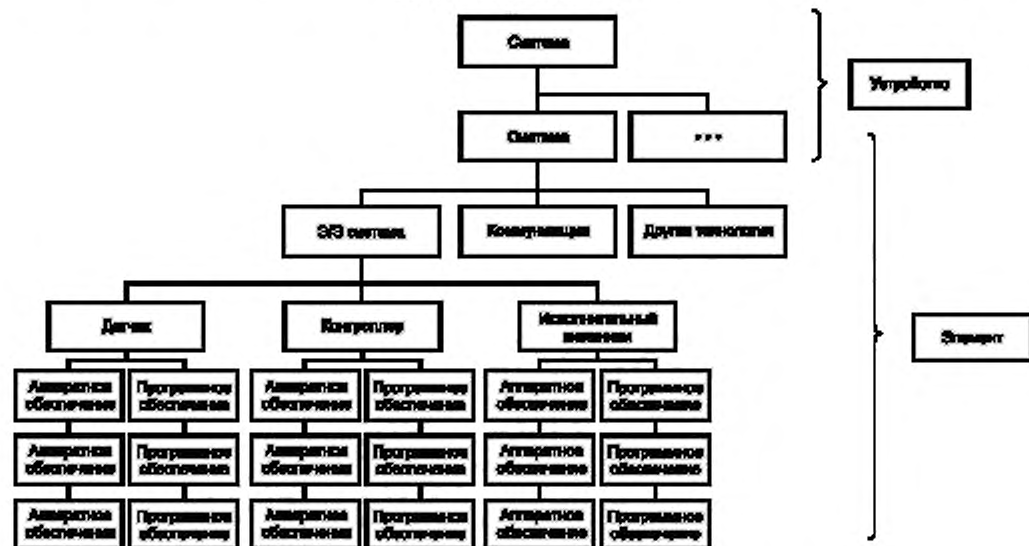 Система
Устройство
Система
• • •
Э/Э система
Коммуникация
Другая технология
Датчик
Контроллер
Исполнительный
механизм
Элемент
Аппаратное
обеспечение
Программное
обеспечение
Аппаратное
обеспечение
Программное
обеспечение
Аппаратное
обеспечение
Программное
обеспечение
Аппаратное
обеспечение
Программное
обеспечение
Аппаратное
обеспечение
Программное
обеспечение
Аппаратное
обеспечение
Программное
обеспечение
Аппаратное
обеспечение
Программное
обеспечение
Аппаратное
обеспечение
Программное
обеспечение
Аппаратное
обеспечение
Программное
обеспечение